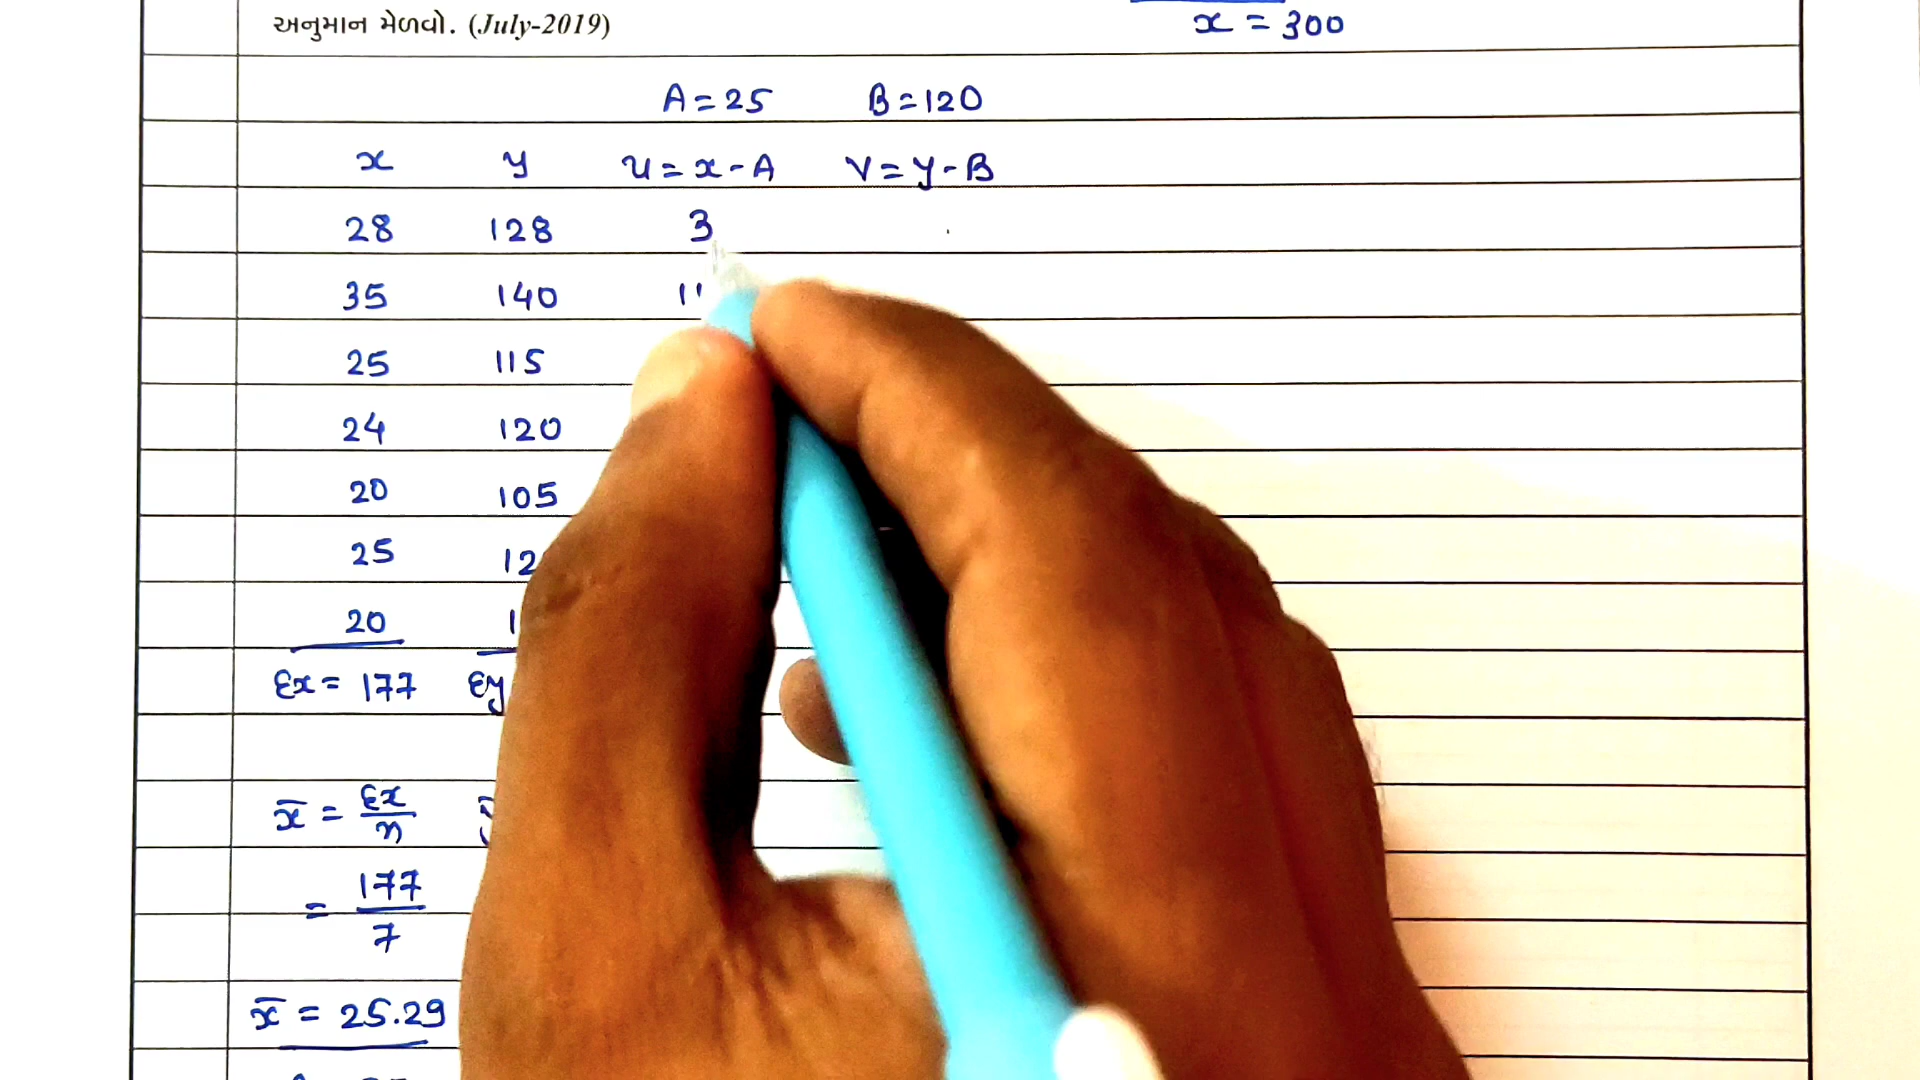 અનુમાન મેળવો. (July-2019)
x = 300
A = 25 B = 120
x y u = x - A v = y - B
28 128 3
35 140
25 115
24 120
20 105
25
20
Σx = 177 Σy
x̄ = Σx/n
= 177/7
x̄ = 25.29